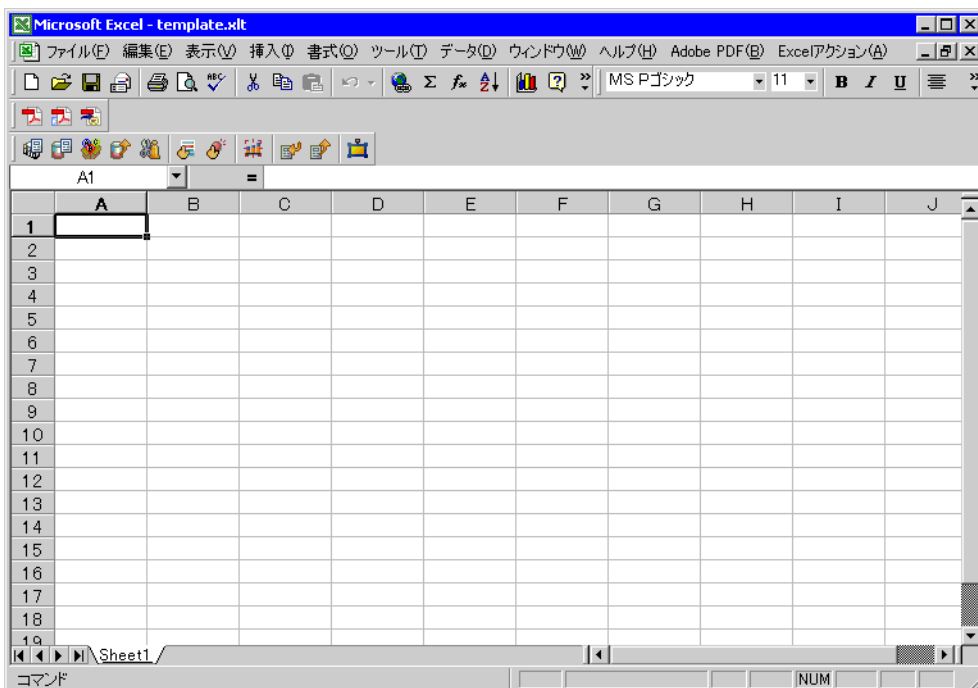 Microsoft Excel - template.xlt
ファイル(F) 編集(E) 表示(V) 挿入(I) 書式(O) ツール(T) データ(D) ウィンドウ(W) ヘルプ(H) Adobe PDF(B) Excelアクション(A)
ABC Σ fx A Z ? » MS Pゴシック 11 B I U »
A1 =
A B C D E F G H I J
1
2
3
4
5
6
7
8
9
10
11
12
13
14
15
16
17
18
19
Sheet1
コマンド NUM